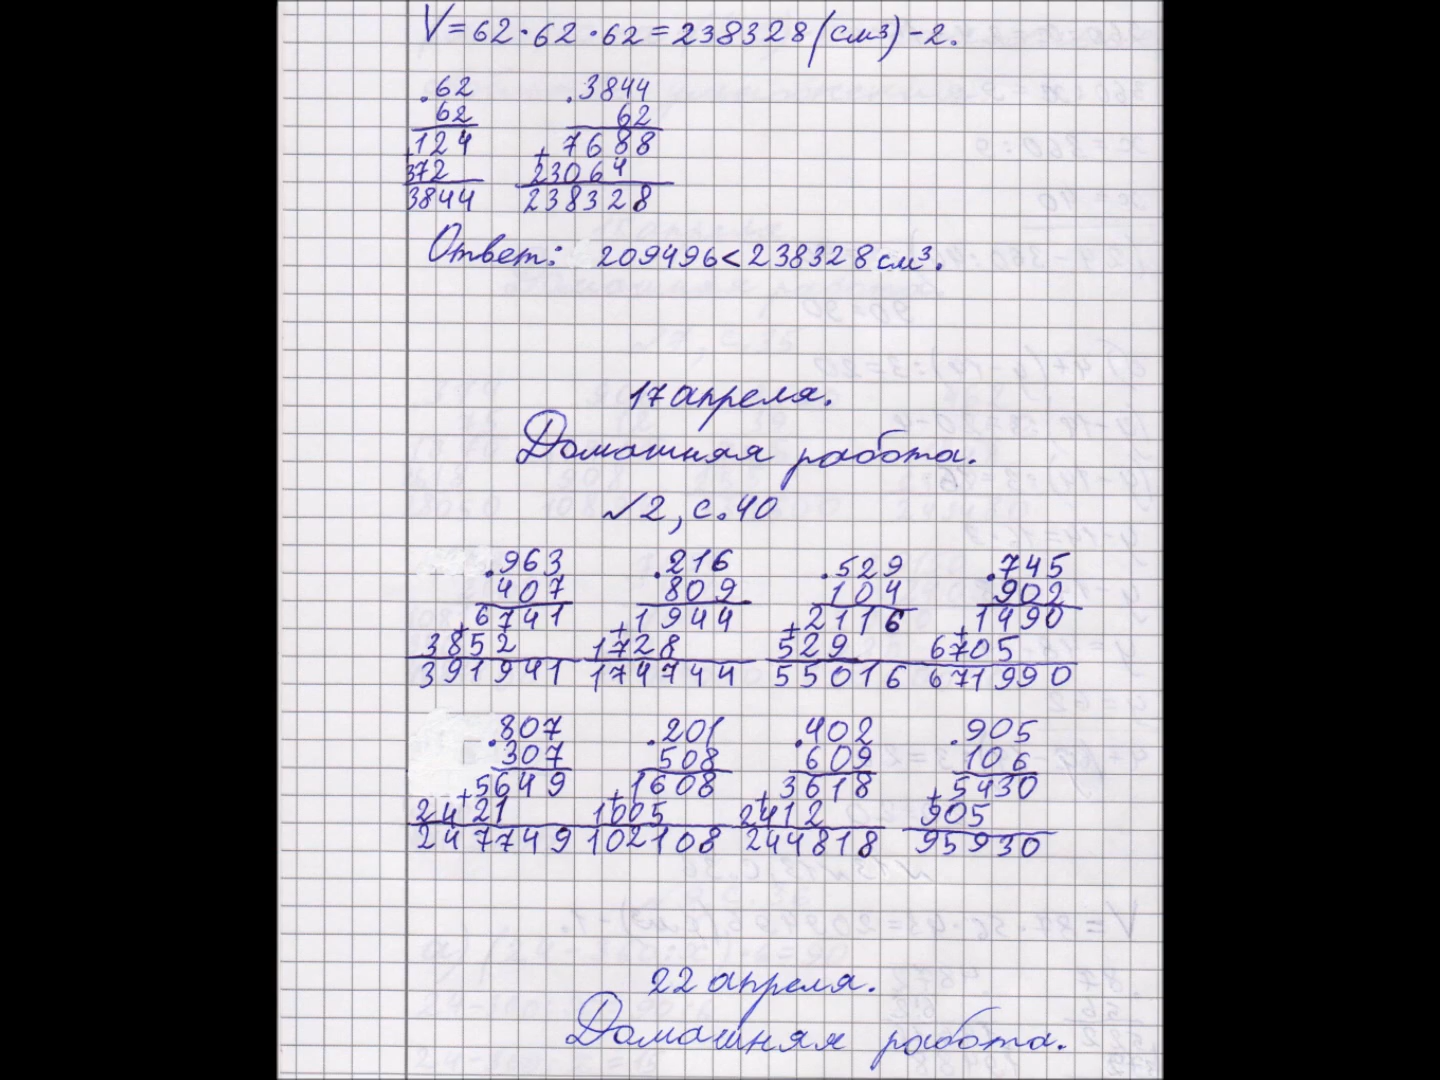 V=62·62·62=238328(см³)-2.
·62 ·3844
62 62
124 7688
+ +
372 23064
3844 238328
Ответ: 209496<238328см³.
17 апреля.
Домашняя работа.
№2, с.40
·963 ·216 ·529 ·745
407 809 104 902
6741 1944 2116 1490
+ + + +
3852 1728 529 6705
391941 174744 55016 671990
·807 ·201 ·402 ·905
307 508 609 106
5649 1608 3618 5430
+ + + +
2421 1005 2412 905
247749 102108 244818 95930
22 апреля.
Домашняя работа.